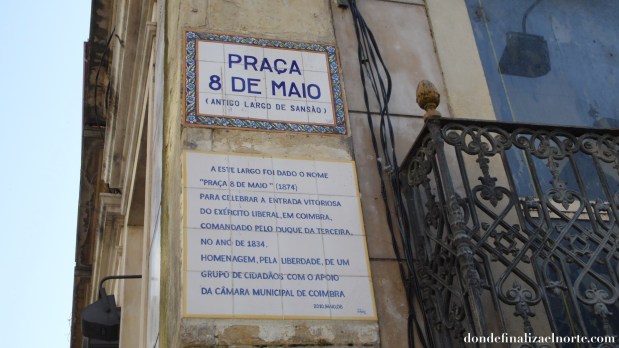 PRAÇA
8 DE MAIO
(ANTIGO LARGO DE SANSÃO)
A ESTE LARGO FOI DADO O NOME
"PRAÇA 8 DE MAIO" (1874)
PARA CELEBRAR A ENTRADA VITORIOSA
DO EXÉRCITO LIBERAL, EM COIMBRA,
COMANDADO PELO DUQUE DA TERCEIRA,
NO ANO DE 1834.
HOMENAGEM, PELA LIBERDADE, DE UM
GRUPO DE CIDADÃOS COM O APOIO
DA CÂMARA MUNICIPAL DE COIMBRA
dondefinalizaelnorte.com